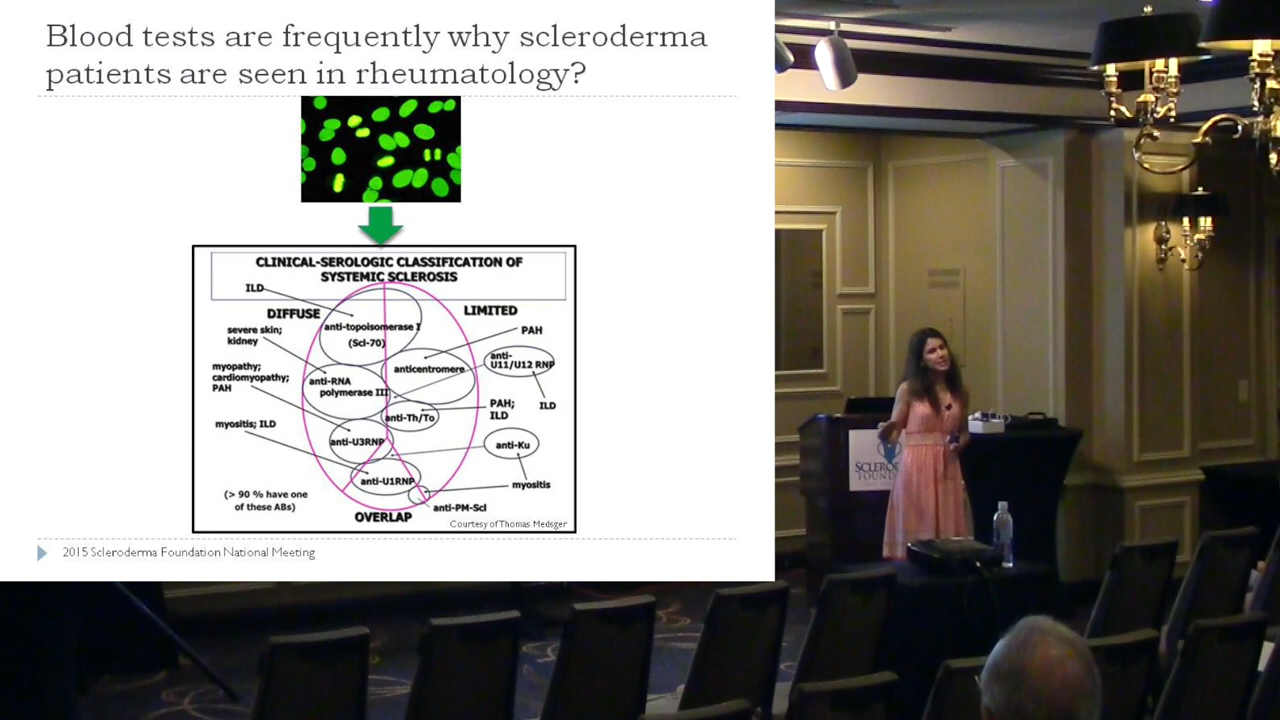 Blood tests are frequently why scleroderma
patients are seen in rheumatology?
CLINICAL-SEROLOGIC CLASSIFICATION OF
SYSTEMIC SCLEROSIS
ILD
DIFFUSE
LIMITED
anti-topoisomerase I
(Scl-70)
severe skin;
kidney
PAH
anti-
U11/U12 RNP
anticentromere
myopathy;
cardiomyopathy;
PAH
anti-RNA
polymerase III
PAH;
ILD
ILD
anti-Th/To
myositis; ILD
anti-U3RNP
anti-Ku
anti-U1RNP
myositis
(> 90 % have one
of these ABs)
anti-PM-Scl
OVERLAP
Courtesy of Thomas Medsger
2015 Scleroderma Foundation National Meeting